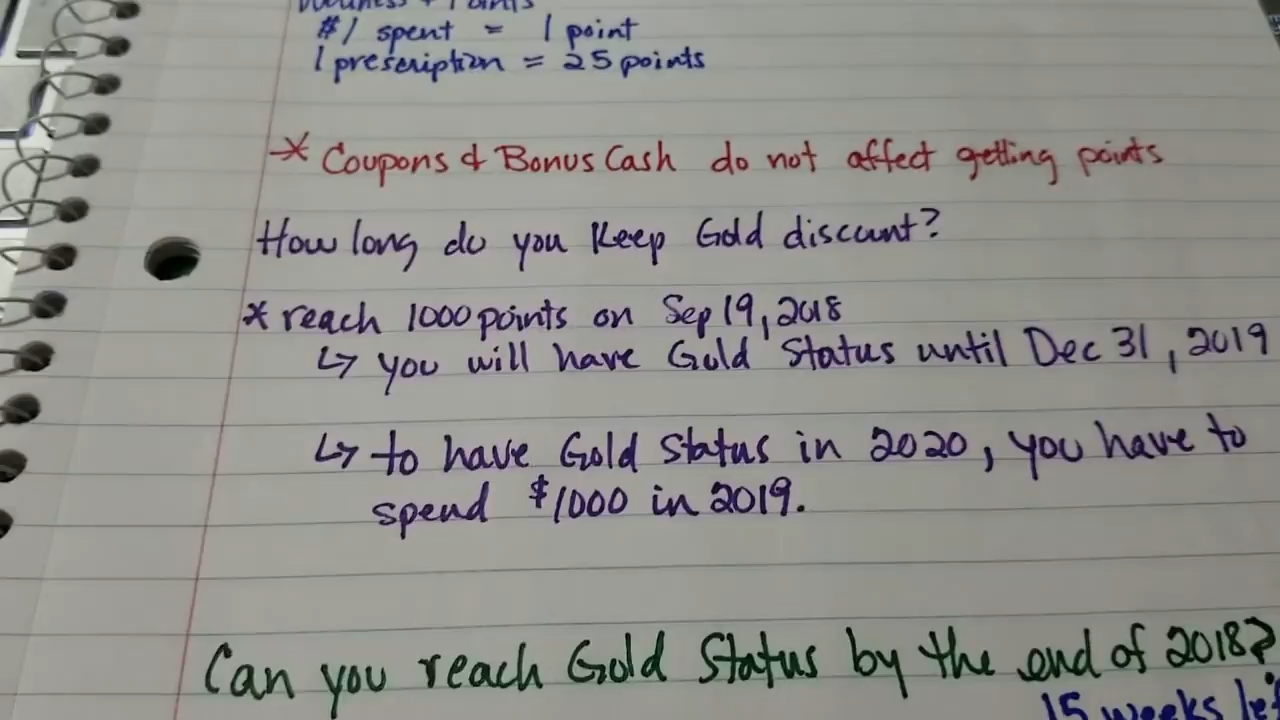 Points
#1 spent = 1 point
1 prescription = 25 points
* Coupons & Bonus Cash do not affect getting points
How long do you keep Gold discount?
* reach 1000 points on Sep 19, 2018
↳ you will have Gold Status until Dec 31, 2019
↳ to have Gold Status in 2020, you have to
spend $1000 in 2019.
Can you reach Gold Status by the end of 2018?
15 weeks